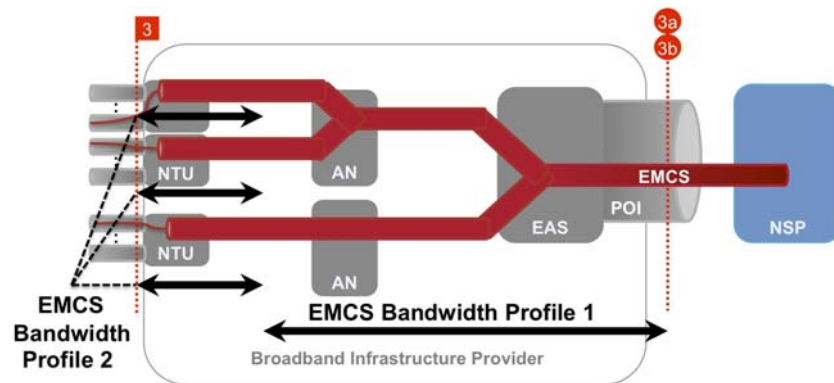 3
3a
3b
NTU
AN
EMCS
NTU
AN
EAS
POI
NSP
EMCS
Bandwidth
Profile 2
EMCS Bandwidth Profile 1
Broadband Infrastructure Provider